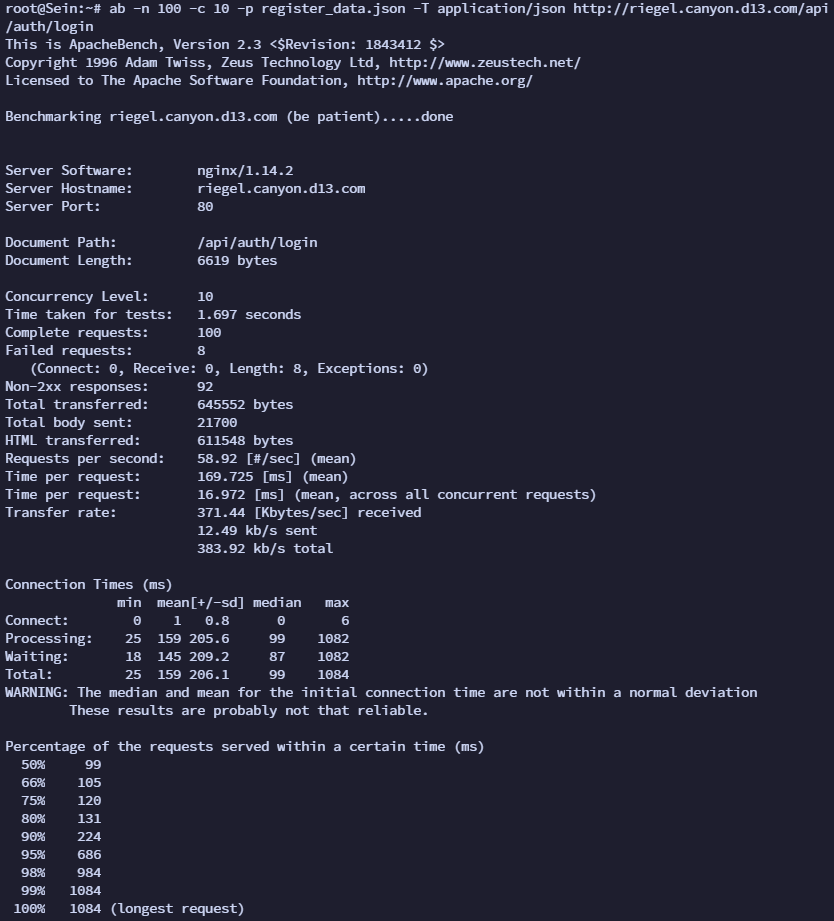 root@Sein:~# ab -n 100 -c 10 -p register_data.json -T application/json http://riegel.canyon.d13.com/api
/auth/login
This is ApacheBench, Version 2.3 <$Revision: 1843412 $>
Copyright 1996 Adam Twiss, Zeus Technology Ltd, http://www.zeustech.net/
Licensed to The Apache Software Foundation, http://www.apache.org/

Benchmarking riegel.canyon.d13.com (be patient).....done


Server Software:        nginx/1.14.2
Server Hostname:        riegel.canyon.d13.com
Server Port:            80

Document Path:          /api/auth/login
Document Length:        6619 bytes

Concurrency Level:      10
Time taken for tests:   1.697 seconds
Complete requests:      100
Failed requests:        8
   (Connect: 0, Receive: 0, Length: 8, Exceptions: 0)
Non-2xx responses:      92
Total transferred:      645552 bytes
Total body sent:        21700
HTML transferred:       611548 bytes
Requests per second:    58.92 [#/sec] (mean)
Time per request:       169.725 [ms] (mean)
Time per request:       16.972 [ms] (mean, across all concurrent requests)
Transfer rate:          371.44 [Kbytes/sec] received
                        12.49 kb/s sent
                        383.92 kb/s total

Connection Times (ms)
              min  mean[+/-sd] median   max
Connect:        0    1   0.8      0       6
Processing:    25  159 205.6     99    1082
Waiting:       18  145 209.2     87    1082
Total:         25  159 206.1     99    1084
WARNING: The median and mean for the initial connection time are not within a normal deviation
        These results are probably not that reliable.

Percentage of the requests served within a certain time (ms)
  50%     99
  66%    105
  75%    120
  80%    131
  90%    224
  95%    686
  98%    984
  99%   1084
 100%   1084 (longest request)